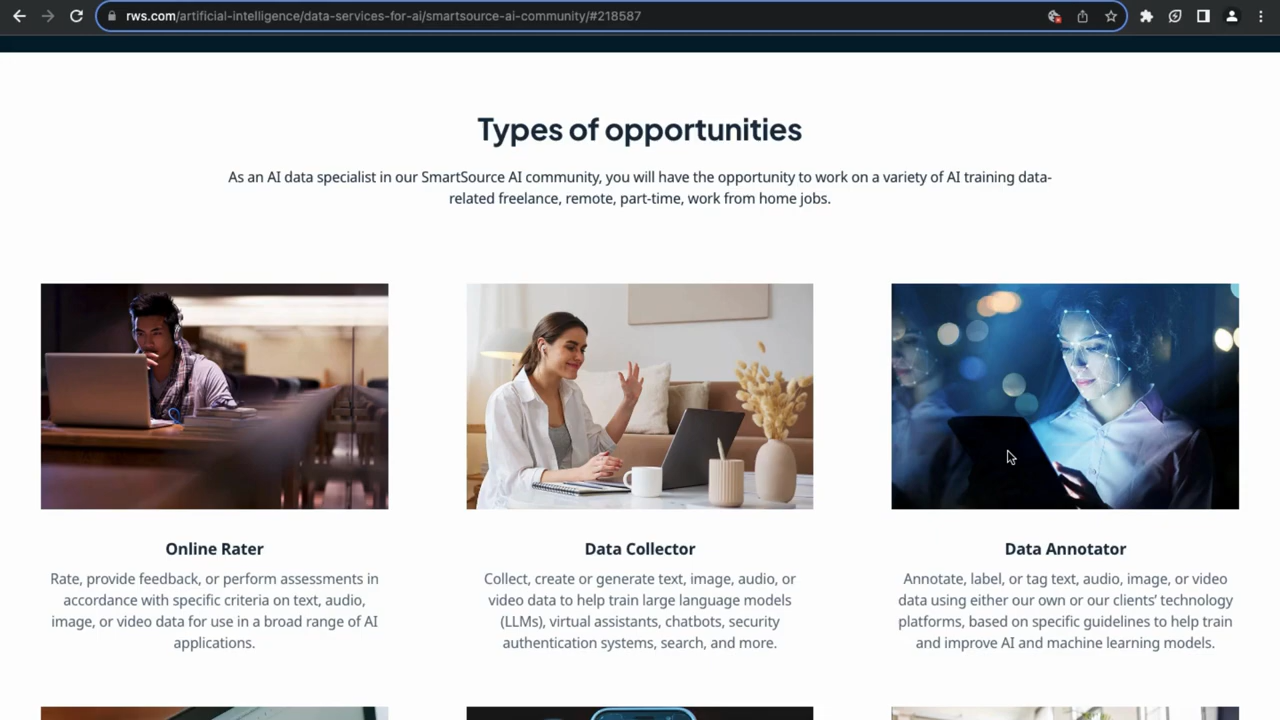 rws.com/artificial-intelligence/data-services-for-ai/smartsource-ai-community/#218587
Types of opportunities
As an AI data specialist in our SmartSource AI community, you will have the opportunity to work on a variety of AI training data-
related freelance, remote, part-time, work from home jobs.
Online Rater
Rate, provide feedback, or perform assessments in
accordance with specific criteria on text, audio,
image, or video data for use in a broad range of AI
applications.
Data Collector
Collect, create or generate text, image, audio, or
video data to help train large language models
(LLMs), virtual assistants, chatbots, security
authentication systems, search, and more.
Data Annotator
Annotate, label, or tag text, audio, image, or video
data using either our own or our clients’ technology
platforms, based on specific guidelines to help train
and improve AI and machine learning models.